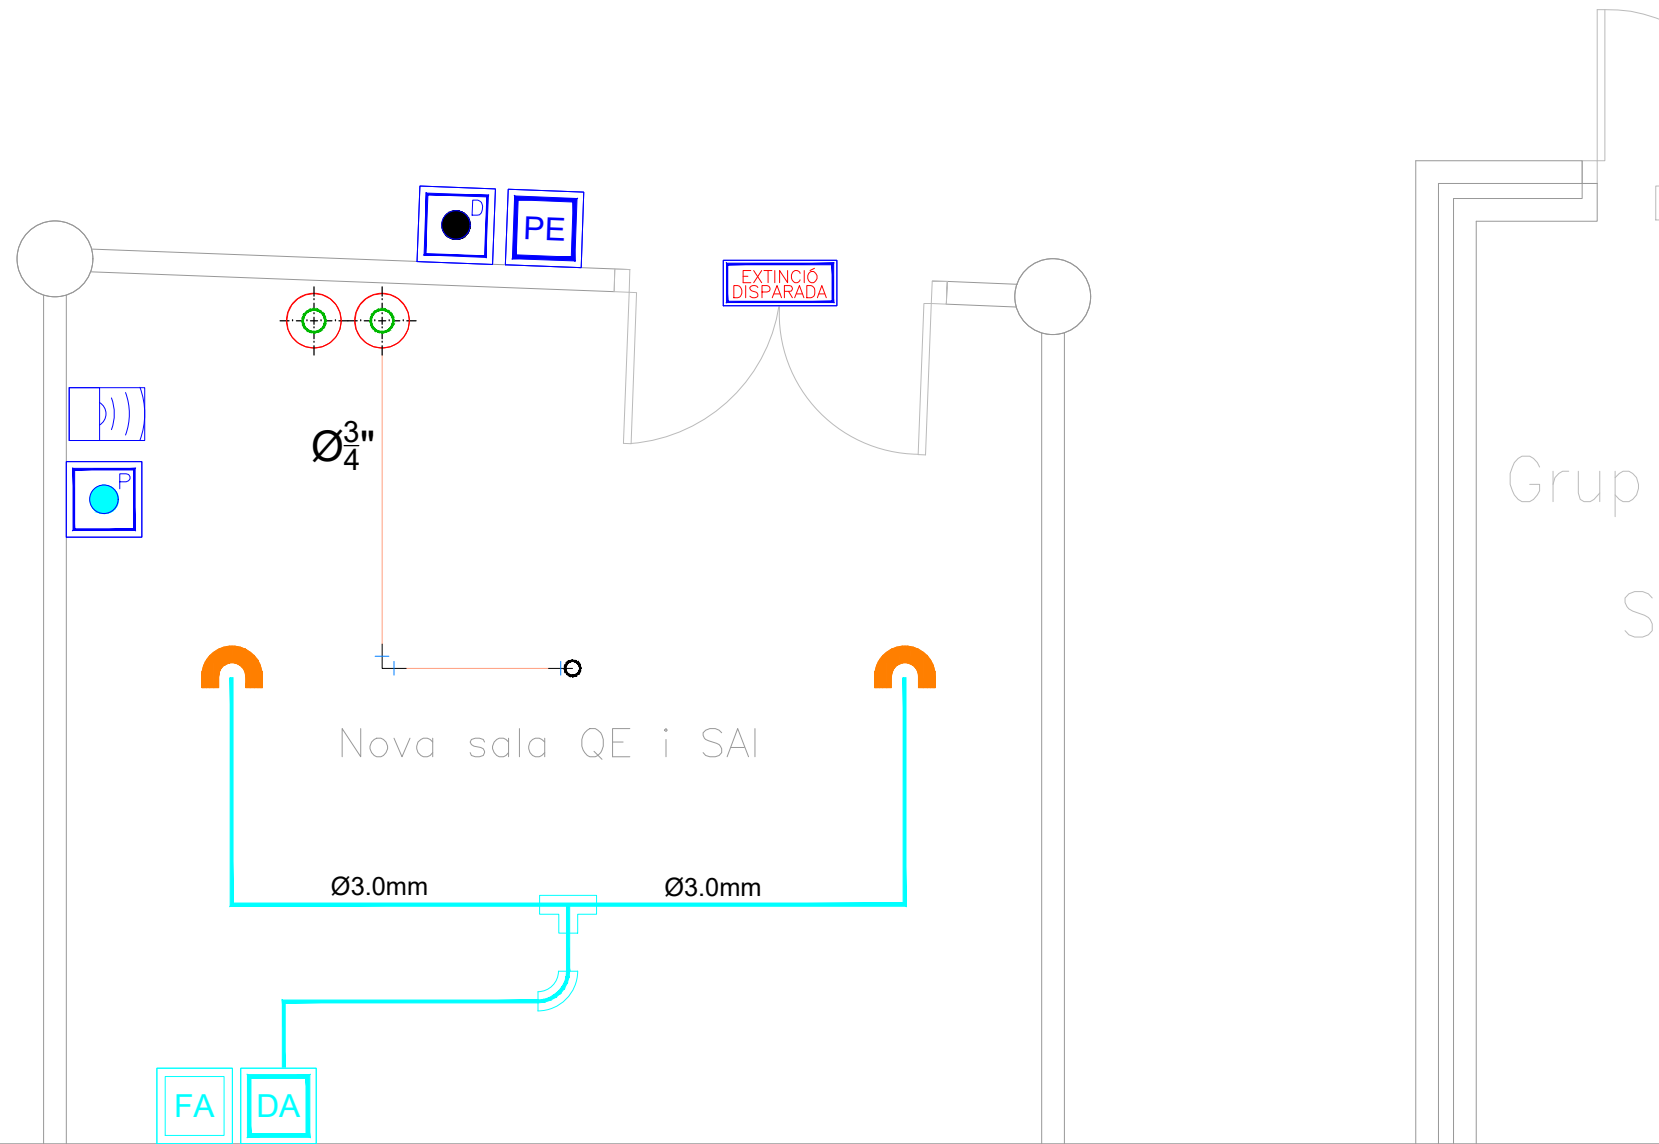 D
PE
EXTINCIÓ
DISPARADA
Ø3/4"
P
Grup
S
Nova sala QE i SAI
Ø3.0mm
Ø3.0mm
FA
DA